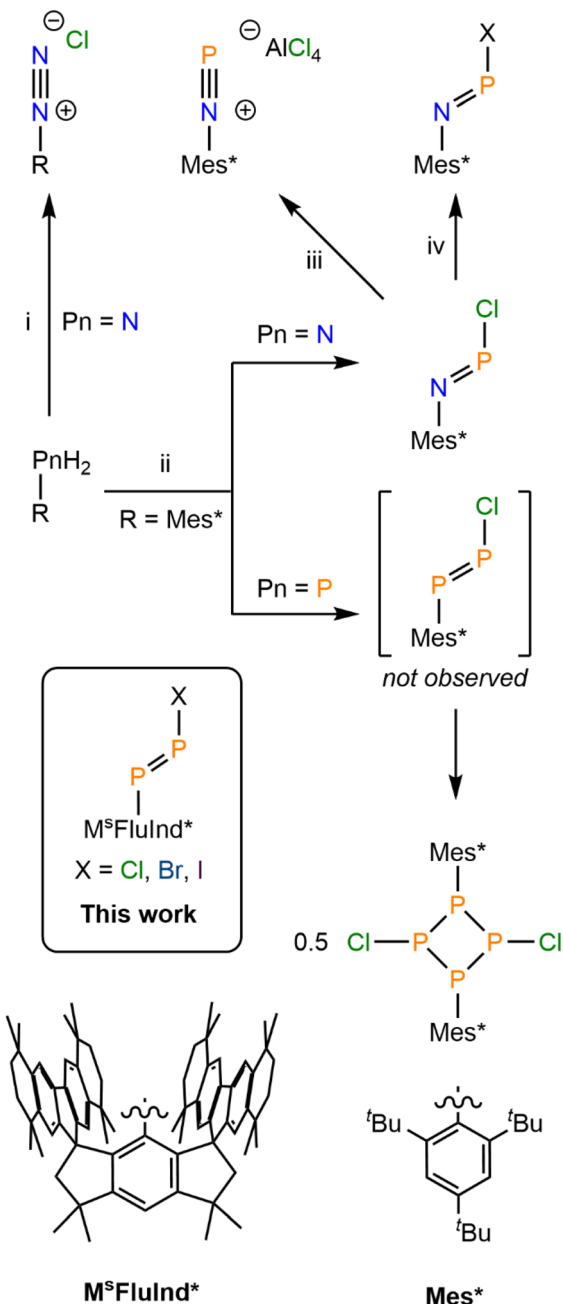 ⊖ Cl
N
N ⊕
R
i
Pn = N
P
N ⊕
Mes*
⊖ AlCl₄
X
P
N
Mes*
iii
iv
Pn = N
Cl
P
N
Mes*
PnH₂
R
ii
R = Mes*
Pn = P
Cl
P
P
Mes*
not observed
X
P
P
MˢFluInd*
X = Cl, Br, I
This work
Mes*
P
0.5 Cl P P Cl
P
Mes*
MˢFluInd*
ᵗBu ᵗBu
ᵗBu
Mes*